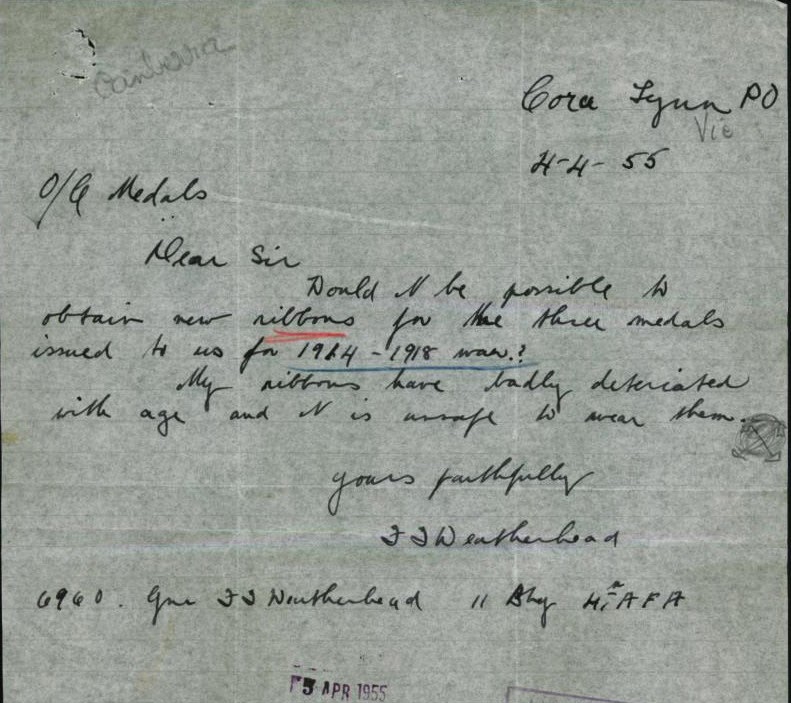 Canberra
Cora Lynn PO
Vic
4-4-55
O/C Medals
Dear Sir
Would it be possible to
obtain new ribbons for the three medals
issued to us for 1914-1918 war.?
My ribbons have badly detericated
with age and it is unsafe to wear them.
yours faithfully
Weatherhead
6960. Gnr Weatherhead 11 Bty 4th AFA
5 APR 1955